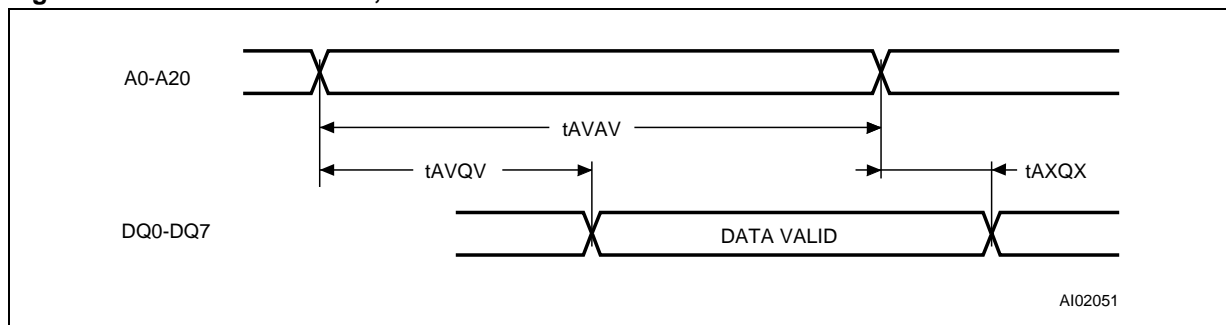 A0-A20
tAVAV
tAVQV
tAXQX
DQ0-DQ7
DATA VALID
AI02051